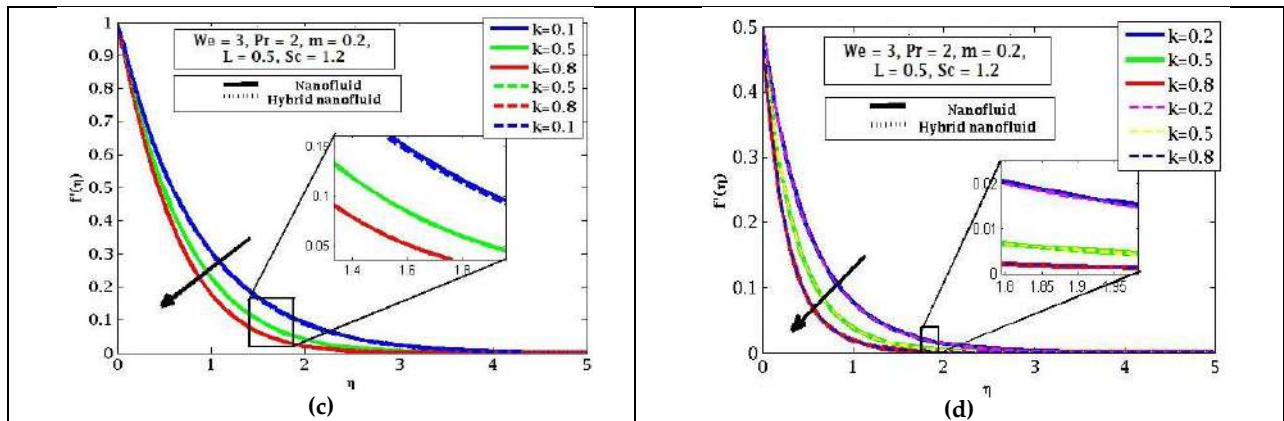 1
0.9
0.8
0.7
0.6
0.5
0.4
0.3
0.2
0.1
0
f'(η)
We = 3, Pr = 2, m = 0.2,
L = 0.5, Sc = 1.2
Nanofluid
Hybrid nanofluid
k=0.1
k=0.5
k=0.8
k=0.5
k=0.8
k=0.1
0.15
0.1
0.05
1.4 1.6 1.8
0 1 2 3 4 5
η
(c)
0.5
0.4
0.3
0.2
0.1
0
f'(η)
We = 3, Pr = 2, m = 0.2,
L = 0.5, Sc = 1.2
Nanofluid
Hybrid nanofluid
k=0.2
k=0.5
k=0.8
k=0.2
k=0.5
k=0.8
0.02
0.01
0
1.8 1.85 1.9 1.95
0 1 2 3 4 5
η
(d)